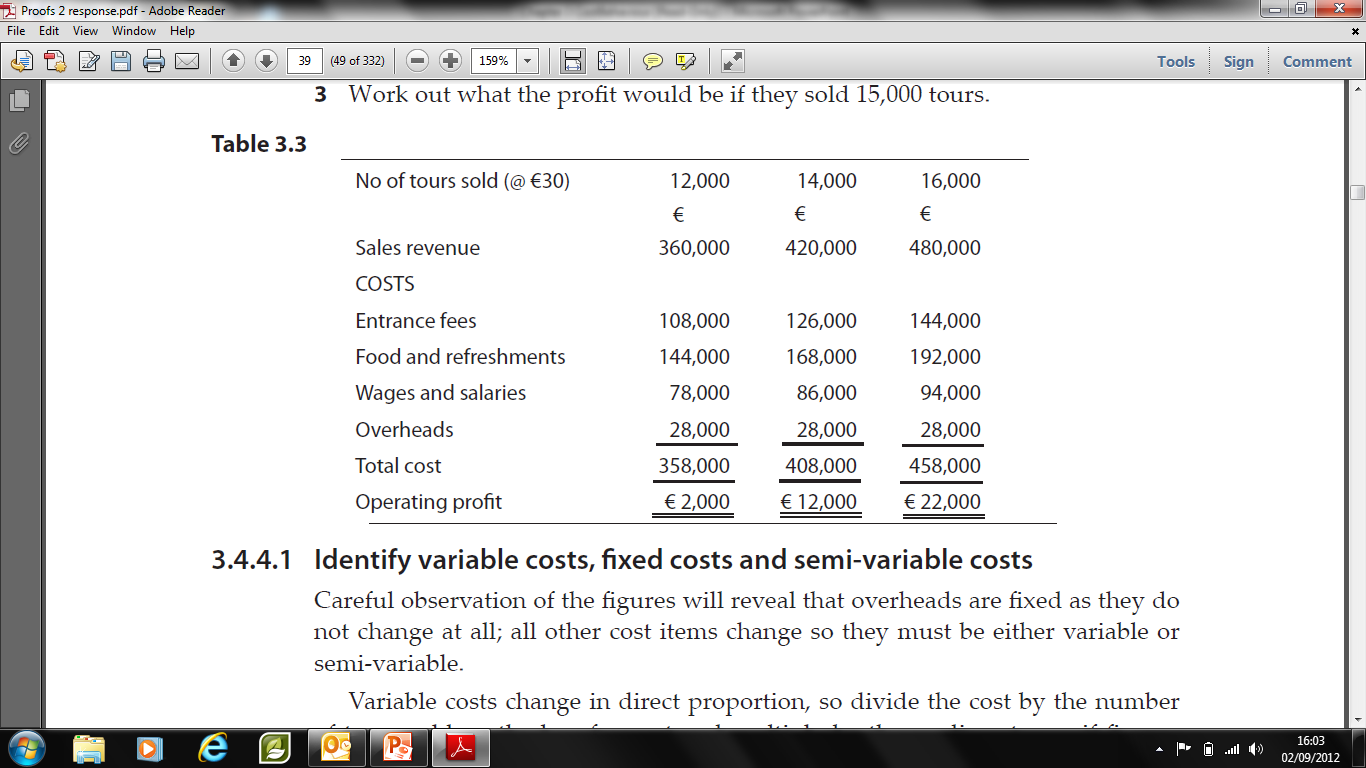 Proofs 2 response.pdf - Adobe Reader
File Edit View Window Help
39 (49 of 332) 159% Tools Sign Comment
3 Work out what the profit would be if they sold 15,000 tours.
Table 3.3
No of tours sold (@ €30) 12,000 14,000 16,000
€ € €
Sales revenue 360,000 420,000 480,000
COSTS
Entrance fees 108,000 126,000 144,000
Food and refreshments 144,000 168,000 192,000
Wages and salaries 78,000 86,000 94,000
Overheads 28,000 28,000 28,000
Total cost 358,000 408,000 458,000
Operating profit € 2,000 € 12,000 € 22,000
3.4.4.1 Identify variable costs, fixed costs and semi-variable costs
Careful observation of the figures will reveal that overheads are fixed as they do
not change at all; all other cost items change so they must be either variable or
semi-variable.
Variable costs change in direct proportion, so divide the cost by the number
16:03
02/09/2012